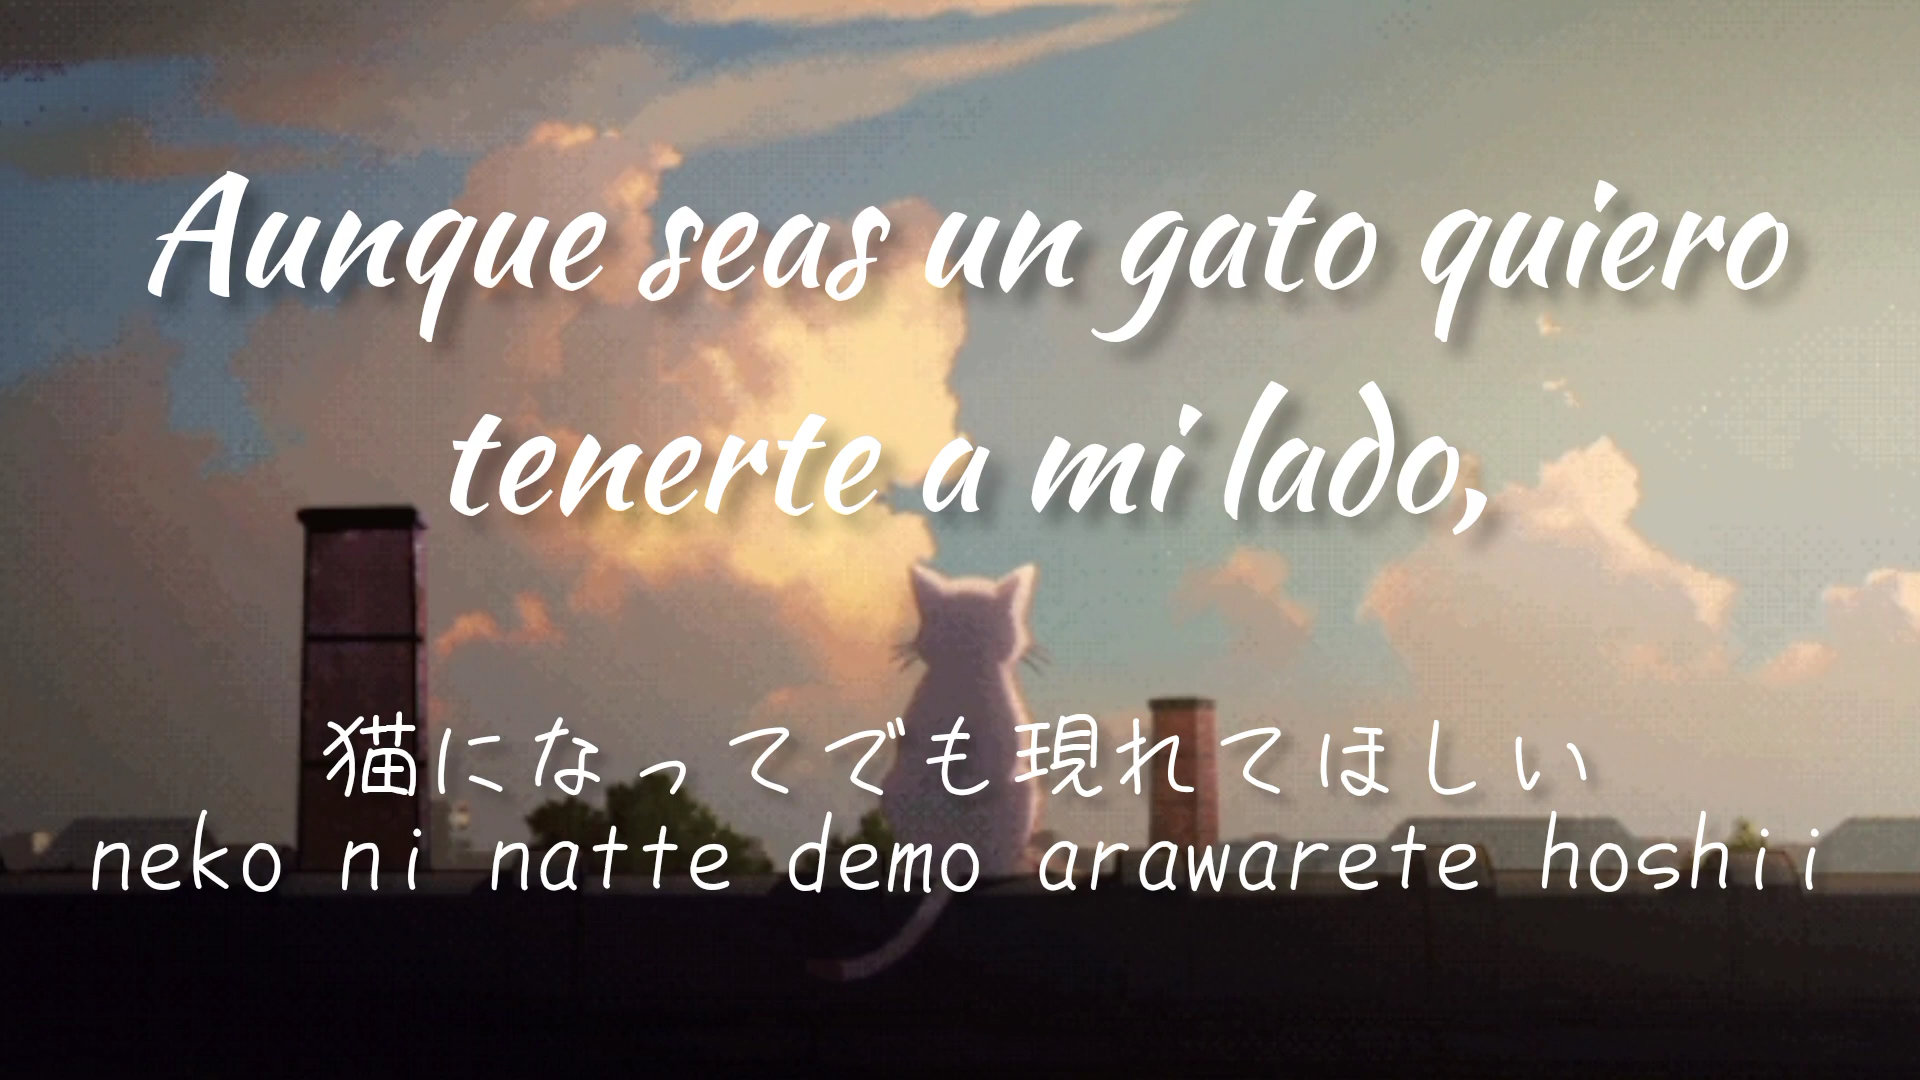 Aunque seas un gato quiero
tenerte a mi lado,
猫になってでも現れてほしい
neko ni natte demo arawarete hoshii